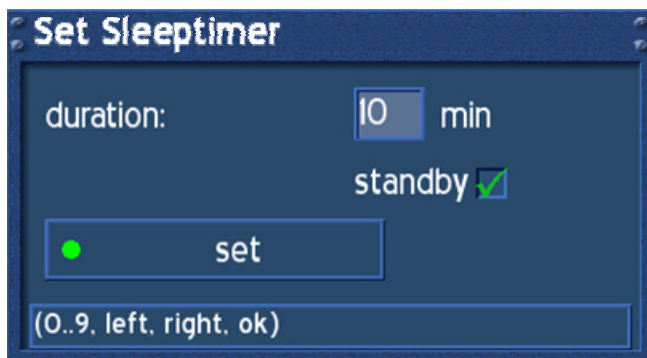 Set Sleeptimer
duration: 10 min
standby
set
(0..9, left, right, ok)